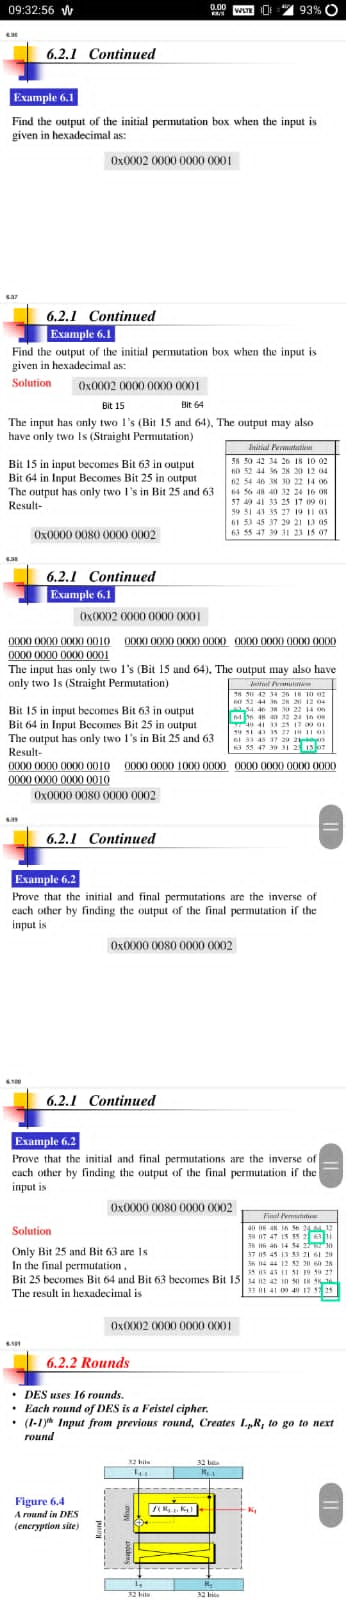 09:32:56
0.00
KB/S
93%
6.2.1 Continued
Example 6.1
Find the output of the initial permutation box when the input is
given in hexadecimal as:
0x0002 0000 0000 0001
6.97
6.2.1 Continued
Example 6.1
Find the output of the initial permutation box when the input is
given in hexadecimal as:
Solution
0x0002 0000 0000 0001
Bit 15
Bit 64
The input has only two 1's (Bit 15 and 64), The output may also
have only two 1s (Straight Permutation)
Bit 15 in input becomes Bit 63 in output
Bit 64 in Input Becomes Bit 25 in output
The output has only two 1's in Bit 25 and 63
Result-
0x0000 0080 0000 0002
Initial Permutation
58 50 42 34 26 18 10 02
60 52 44 36 28 20 12 04
62 54 46 38 30 22 14 06
64 56 48 40 32 24 16 08
57 49 41 33 25 17 09 01
59 51 43 35 27 19 11 03
61 53 45 37 29 21 13 05
63 55 47 39 31 23 15 07
6.98
6.2.1 Continued
Example 6.1
0x0002 0000 0000 0001
0000 0000 0000 0010 0000 0000 0000 0000 0000 0000 0000 0000
0000 0000 0000 0001
The input has only two 1's (Bit 15 and 64), The output may also have
only two 1s (Straight Permutation)
Bit 15 in input becomes Bit 63 in output
Bit 64 in Input Becomes Bit 25 in output
The output has only two 1's in Bit 25 and 63
Result-
Initial Permutation
58 50 42 34 26 18 10 02
60 52 44 36 28 20 12 04
54 46 38 30 22 14 06
64 56 48 40 32 24 16 08
49 41 33 25 17 09 01
59 51 43 35 27 19 11 03
61 53 45 37 29 21 05
63 55 47 39 31 23 15 07
0000 0000 0000 0010 0000 0000 1000 0000 0000 0000 0000 0000
0000 0000 0000 0010
0x0000 0080 0000 0002
6.99
6.2.1 Continued
Example 6.2
Prove that the initial and final permutations are the inverse of
each other by finding the output of the final permutation if the
input is
0x0000 0080 0000 0002
6.100
6.2.1 Continued
Example 6.2
Prove that the initial and final permutations are the inverse of
each other by finding the output of the final permutation if the
input is
0x0000 0080 0000 0002
Solution
Only Bit 25 and Bit 63 are 1s
In the final permutation ,
Bit 25 becomes Bit 64 and Bit 63 becomes Bit 15
The result in hexadecimal is
Final Permutation
40 08 48 16 56 24 64 32
39 07 47 15 55 63 31
38 06 46 14 54 22 62 30
37 05 45 13 53 21 61 29
36 04 44 12 52 20 60 28
35 03 43 11 51 19 59 27
34 02 42 10 50 18 58 26
33 01 41 09 49 17 57 25
0x0002 0000 0000 0001
6.101
6.2.2 Rounds
• DES uses 16 rounds.
• Each round of DES is a Feistel cipher.
• (I-1)th Input from previous round, Creates LI,RI to go to next
round
Figure 6.4
A round in DES
(encryption site)
32 bits
32 bits
LI-1
RI-1
Round
Mixer
f ( RI-1, KI )
KI
Swapper
LI
RI
32 bits
32 bits